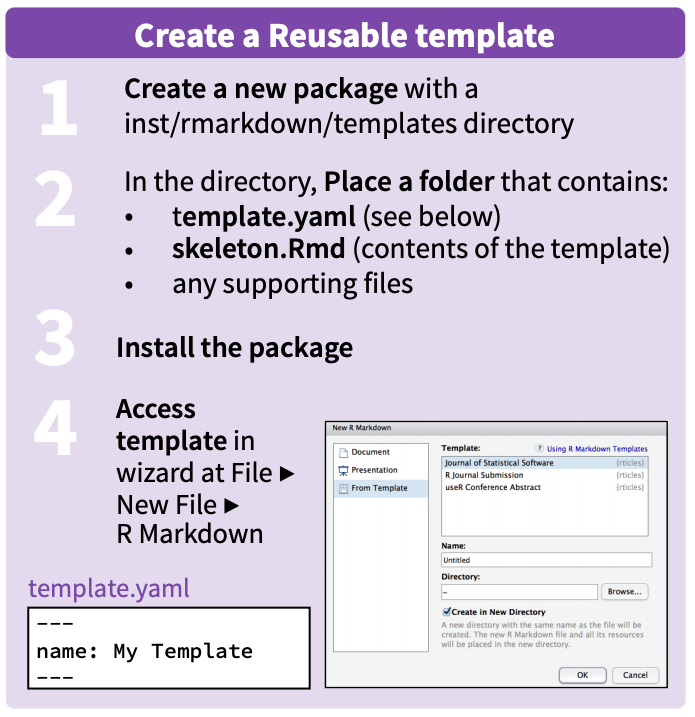 Create a Reusable template
1
Create a new package with a
inst/rmarkdown/templates directory
2
In the directory, Place a folder that contains:
• template.yaml (see below)
• skeleton.Rmd (contents of the template)
• any supporting files
3
Install the package
4
Access
template in
wizard at File ►
New File ►
R Markdown
New R Markdown
Document
Presentation
From Template
Template:
? Using R Markdown Templates
Journal of Statistical Software {rticles}
R Journal Submission {rticles}
useR Conference Abstract {rticles}
Name:
Untitled
Directory:
~
Browse...
Create in New Directory
A new directory with the same name as the file will be
created. The new R Markdown file and all its resources
will be placed in the new directory.
OK
Cancel
template.yaml
---
name: My Template
---